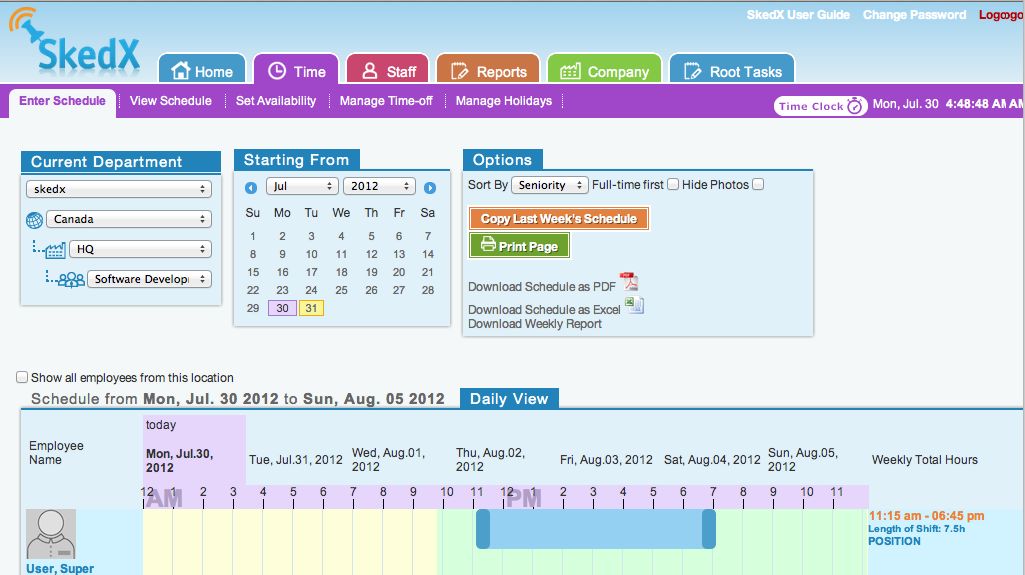 SkedX User Guide Change Password Logoogo
SkedX
Home Time Staff Reports Company Root Tasks
Enter Schedule View Schedule Set Availability Manage Time-off Manage Holidays Time Clock Mon, Jul. 30 4:48:48 AM AM
Current Department
skedx
Canada
HQ
Software Develop
Starting From
Jul 2012
Su Mo Tu We Th Fr Sa
1 2 3 4 5 6 7
8 9 10 11 12 13 14
15 16 17 18 19 20 21
22 23 24 25 26 27 28
29 30 31
Options
Sort By Seniority Full-time first Hide Photos
Copy Last Week's Schedule
Print Page
Download Schedule as PDF
Download Schedule as Excel
Download Weekly Report
Show all employees from this location
Schedule from Mon, Jul. 30 2012 to Sun, Aug. 05 2012 Daily View
Employee
Name
today
Mon, Jul.30,
2012
Tue, Jul.31, 2012
Wed, Aug.01,
2012
Thu, Aug.02,
2012
Fri, Aug.03, 2012
Sat, Aug.04, 2012
Sun, Aug.05,
2012
Weekly Total Hours
12 1 2 3 4 5 6 7 8 9 10 11 12 1 2 3 4 5 6 7 8 9 10 11
AM PM
11:15 am - 06:45 pm
Length of Shift: 7.5h
POSITION
User, Super